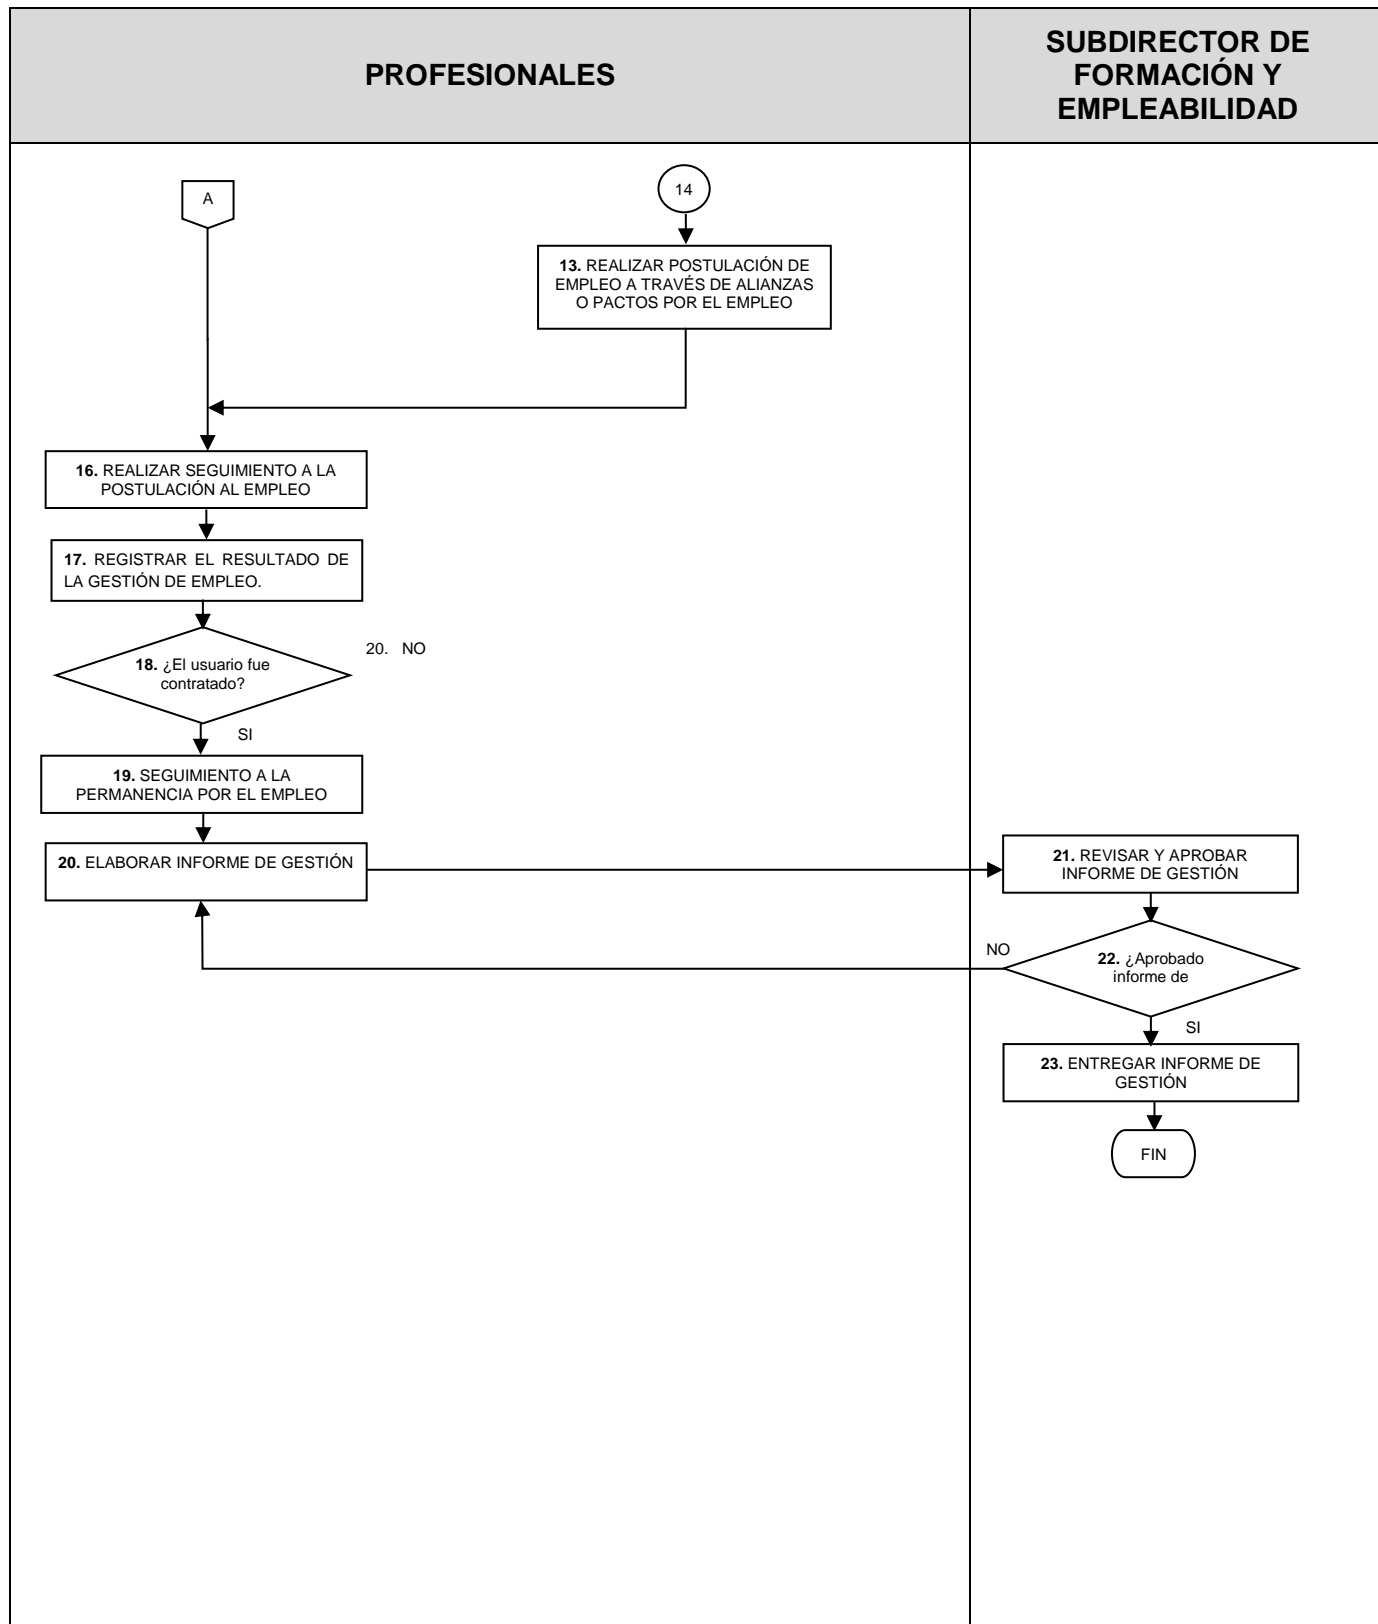 PROFESIONALES
SUBDIRECTOR DE
FORMACIÓN Y
EMPLEABILIDAD
A
14
13. REALIZAR POSTULACIÓN DE
EMPLEO A TRAVÉS DE ALIANZAS
O PACTOS POR EL EMPLEO
16. REALIZAR SEGUIMIENTO A LA
POSTULACIÓN AL EMPLEO
17. REGISTRAR EL RESULTADO DE
LA GESTIÓN DE EMPLEO.
18. ¿El usuario fue
contratado?
20. NO
SI
19. SEGUIMIENTO A LA
PERMANENCIA POR EL EMPLEO
20. ELABORAR INFORME DE GESTIÓN
21. REVISAR Y APROBAR
INFORME DE GESTIÓN
NO
22. ¿Aprobado
informe de
SI
23. ENTREGAR INFORME DE
GESTIÓN
FIN